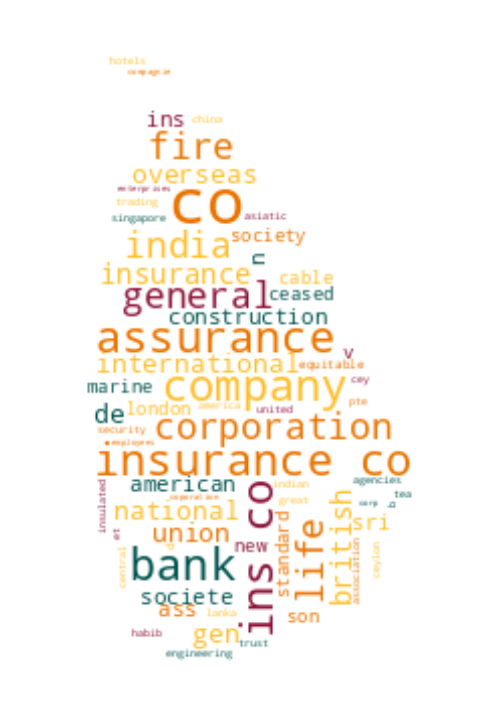 hotels
compagnie
ins china
fire
overseas
enterprises
trading co
singapore asiatic
society
india
n
insurance cable
general ceased
construction
assurance
v
international equitable
marine company cey
de london america united pte
security corporation
employees
insurance co
american indian agencies
insulated corporation great corp tea
national ins co standard life british sri
et union
central bank new association ceylon
societe
ass lanka son
habib gen
trust
engineering